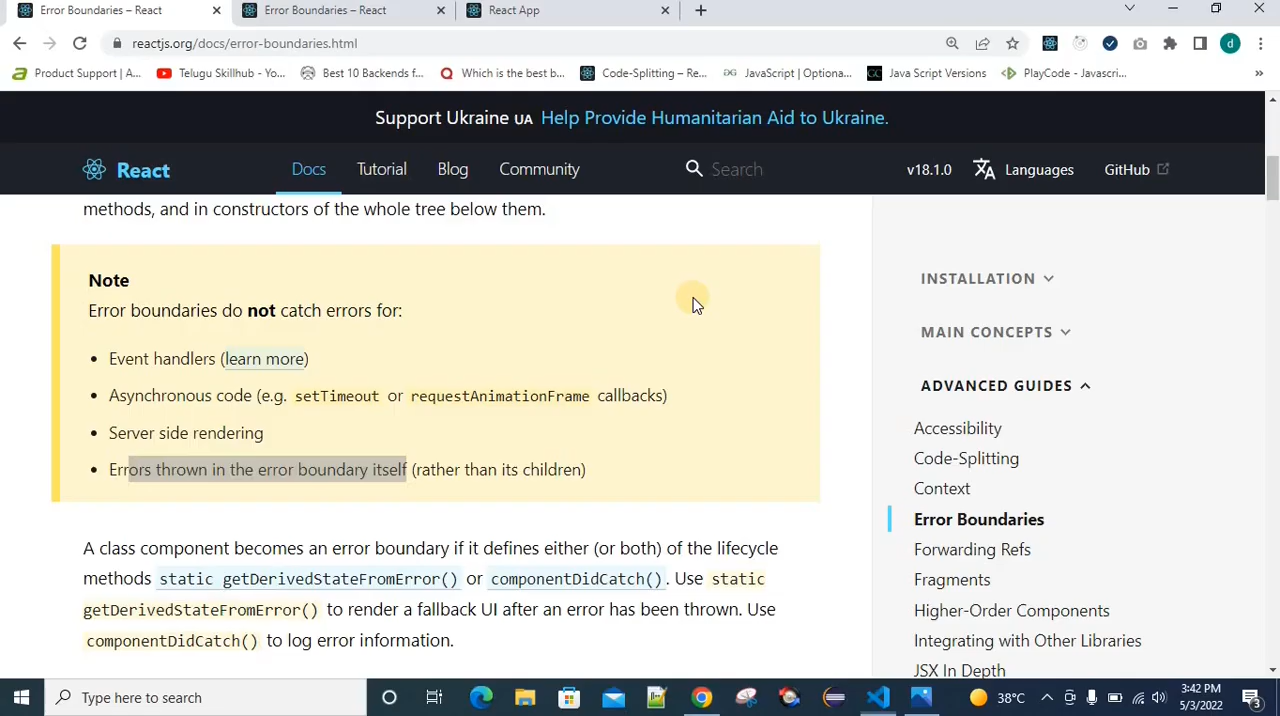 Error Boundaries – React
Error Boundaries – React
React App
reactjs.org/docs/error-boundaries.html
d
Product Support | A...
Telugu Skillhub - Yo...
Best 10 Backends f...
Which is the best b...
Code-Splitting – Re...
JavaScript | Optiona...
Java Script Versions
PlayCode - Javascri...
»
Support Ukraine UA Help Provide Humanitarian Aid to Ukraine.
React
Docs
Tutorial
Blog
Community
Search
v18.1.0
Languages
GitHub
methods, and in constructors of the whole tree below them.
Note
Error boundaries do not catch errors for:
• Event handlers (learn more)
• Asynchronous code (e.g. setTimeout or requestAnimationFrame callbacks)
• Server side rendering
• Errors thrown in the error boundary itself (rather than its children)
A class component becomes an error boundary if it defines either (or both) of the lifecycle
methods static getDerivedStateFromError() or componentDidCatch(). Use static
getDerivedStateFromError() to render a fallback UI after an error has been thrown. Use
componentDidCatch() to log error information.
INSTALLATION
MAIN CONCEPTS
ADVANCED GUIDES
Accessibility
Code-Splitting
Context
Error Boundaries
Forwarding Refs
Fragments
Higher-Order Components
Integrating with Other Libraries
JSX In Depth
Type here to search
38°C
3:42 PM
5/3/2022
3